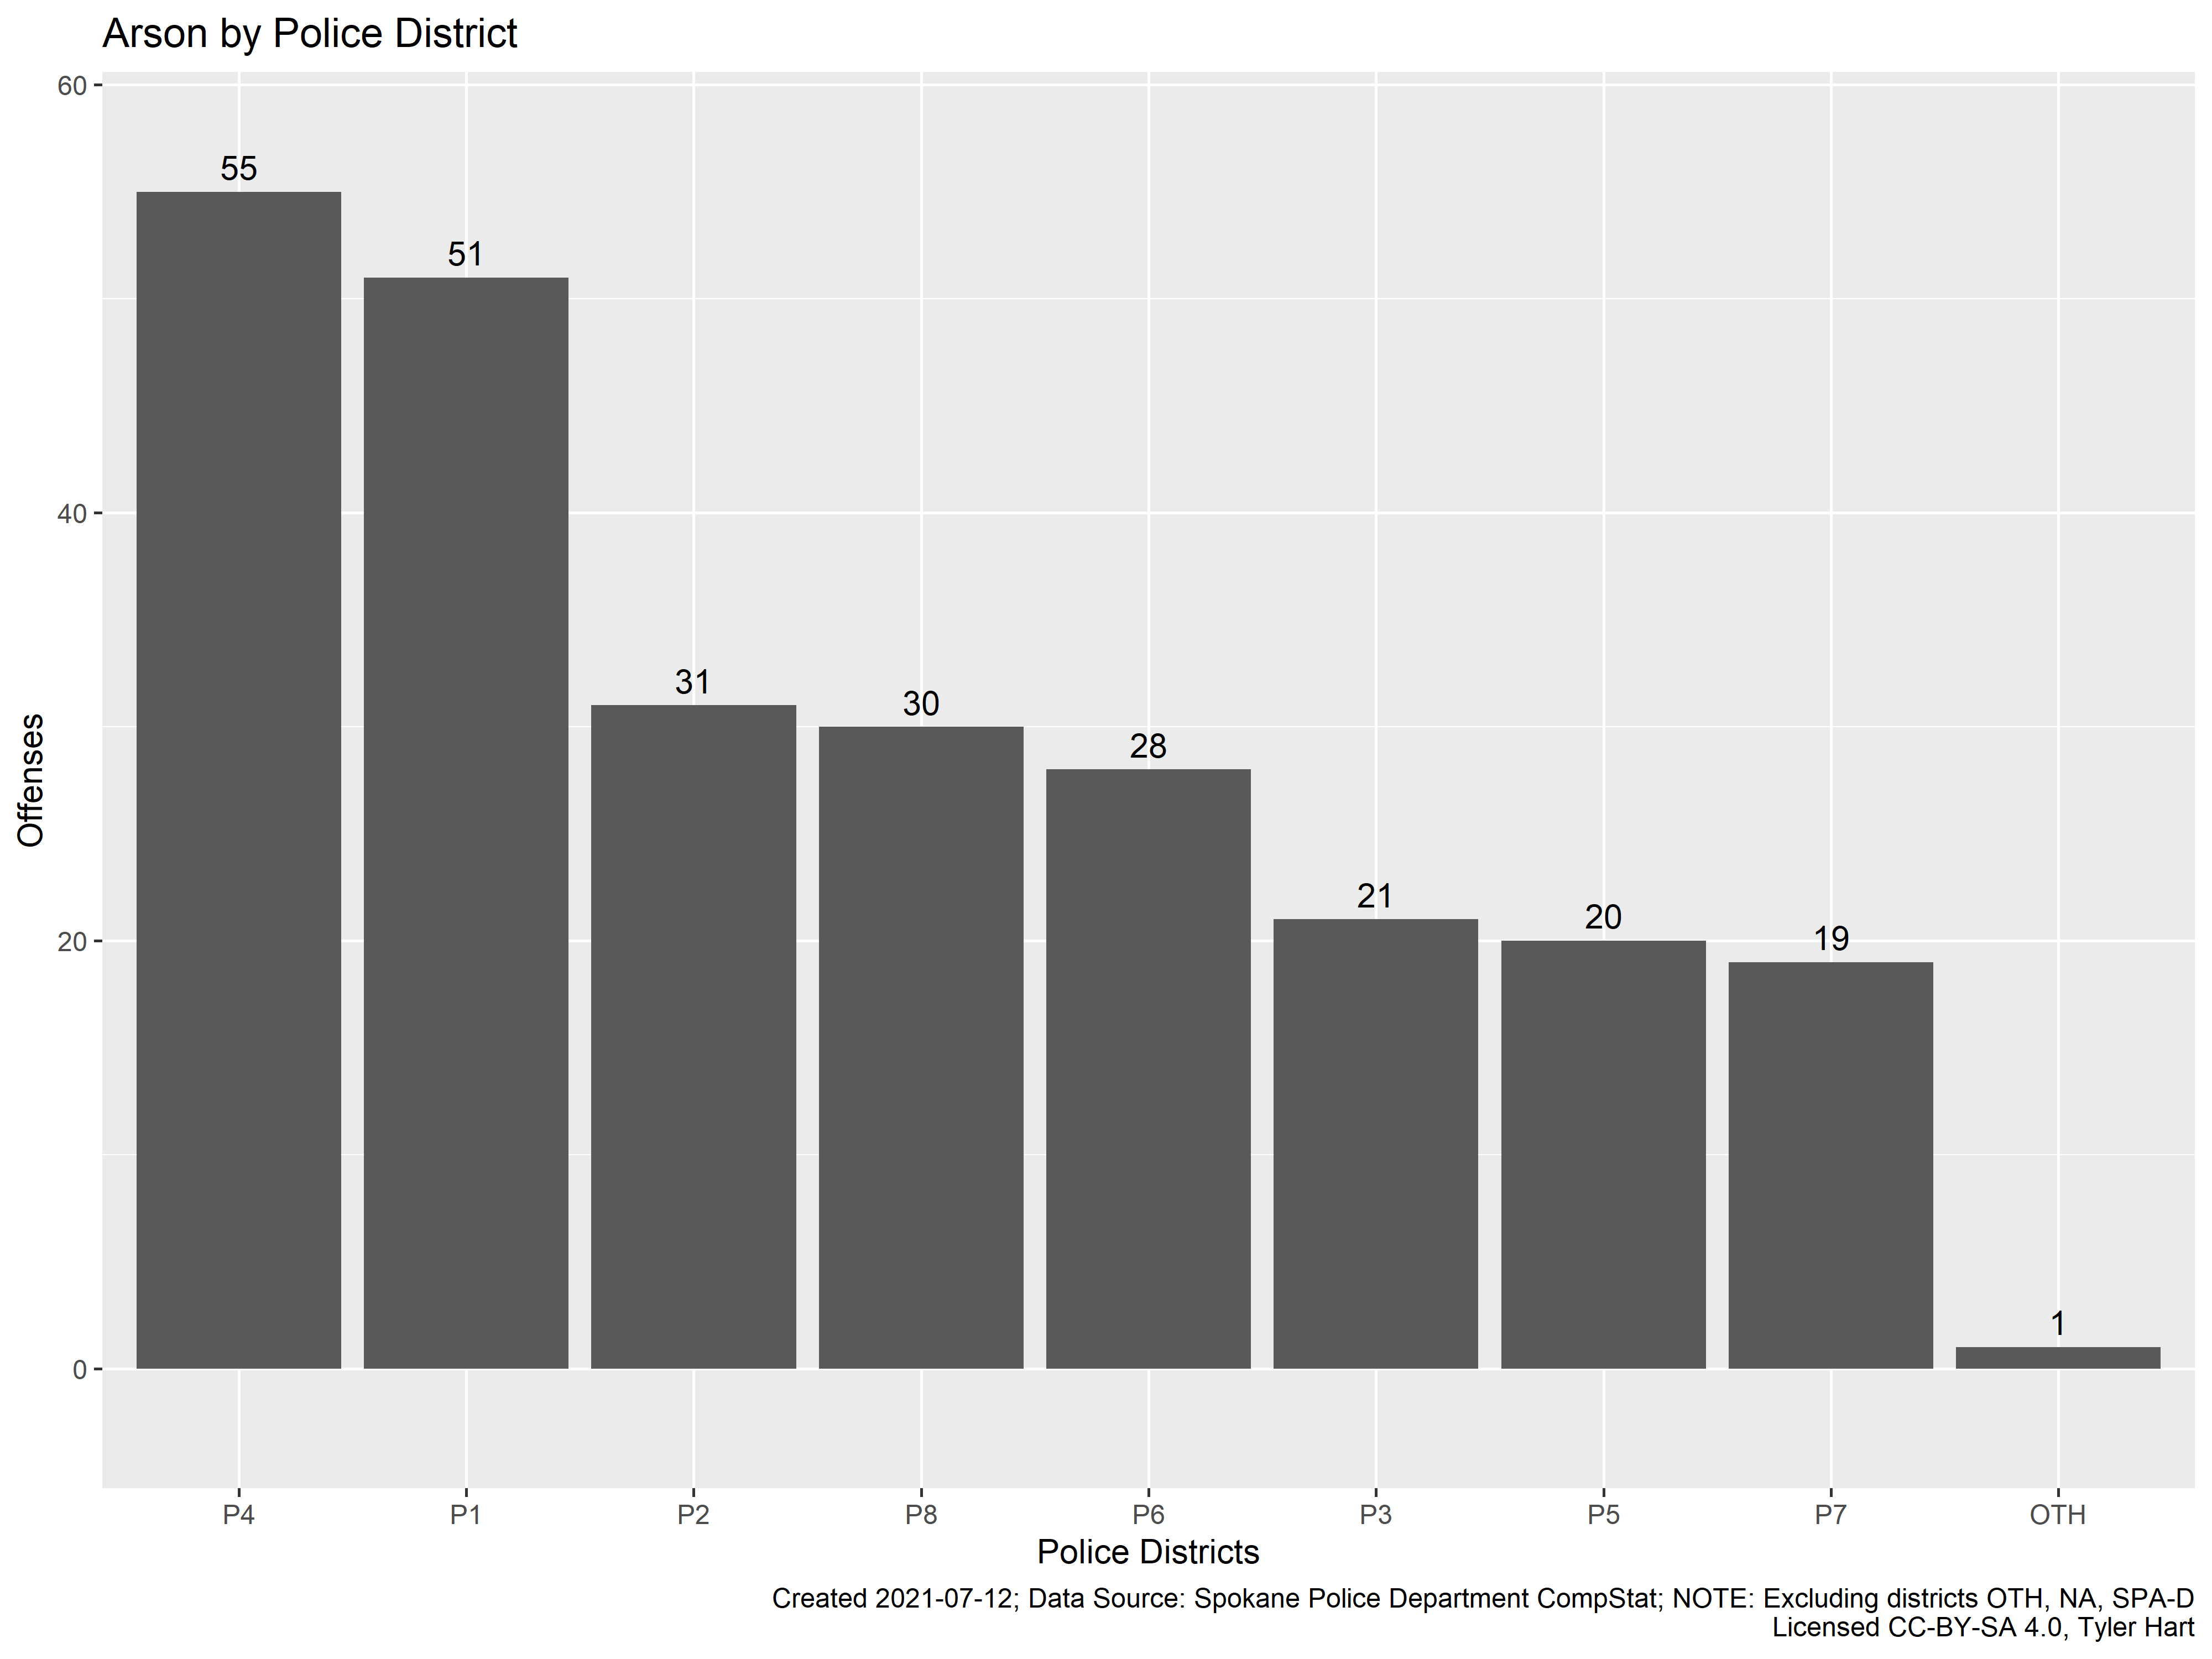 Arson by Police District
60
40
20
0
Offenses
55
51
31
30
28
21
20
19
1
P4 P1 P2 P8 P6 P3 P5 P7 OTH
Police Districts
Created 2021-07-12; Data Source: Spokane Police Department CompStat; NOTE: Excluding districts OTH, NA, SPA-D
Licensed CC-BY-SA 4.0, Tyler Hart